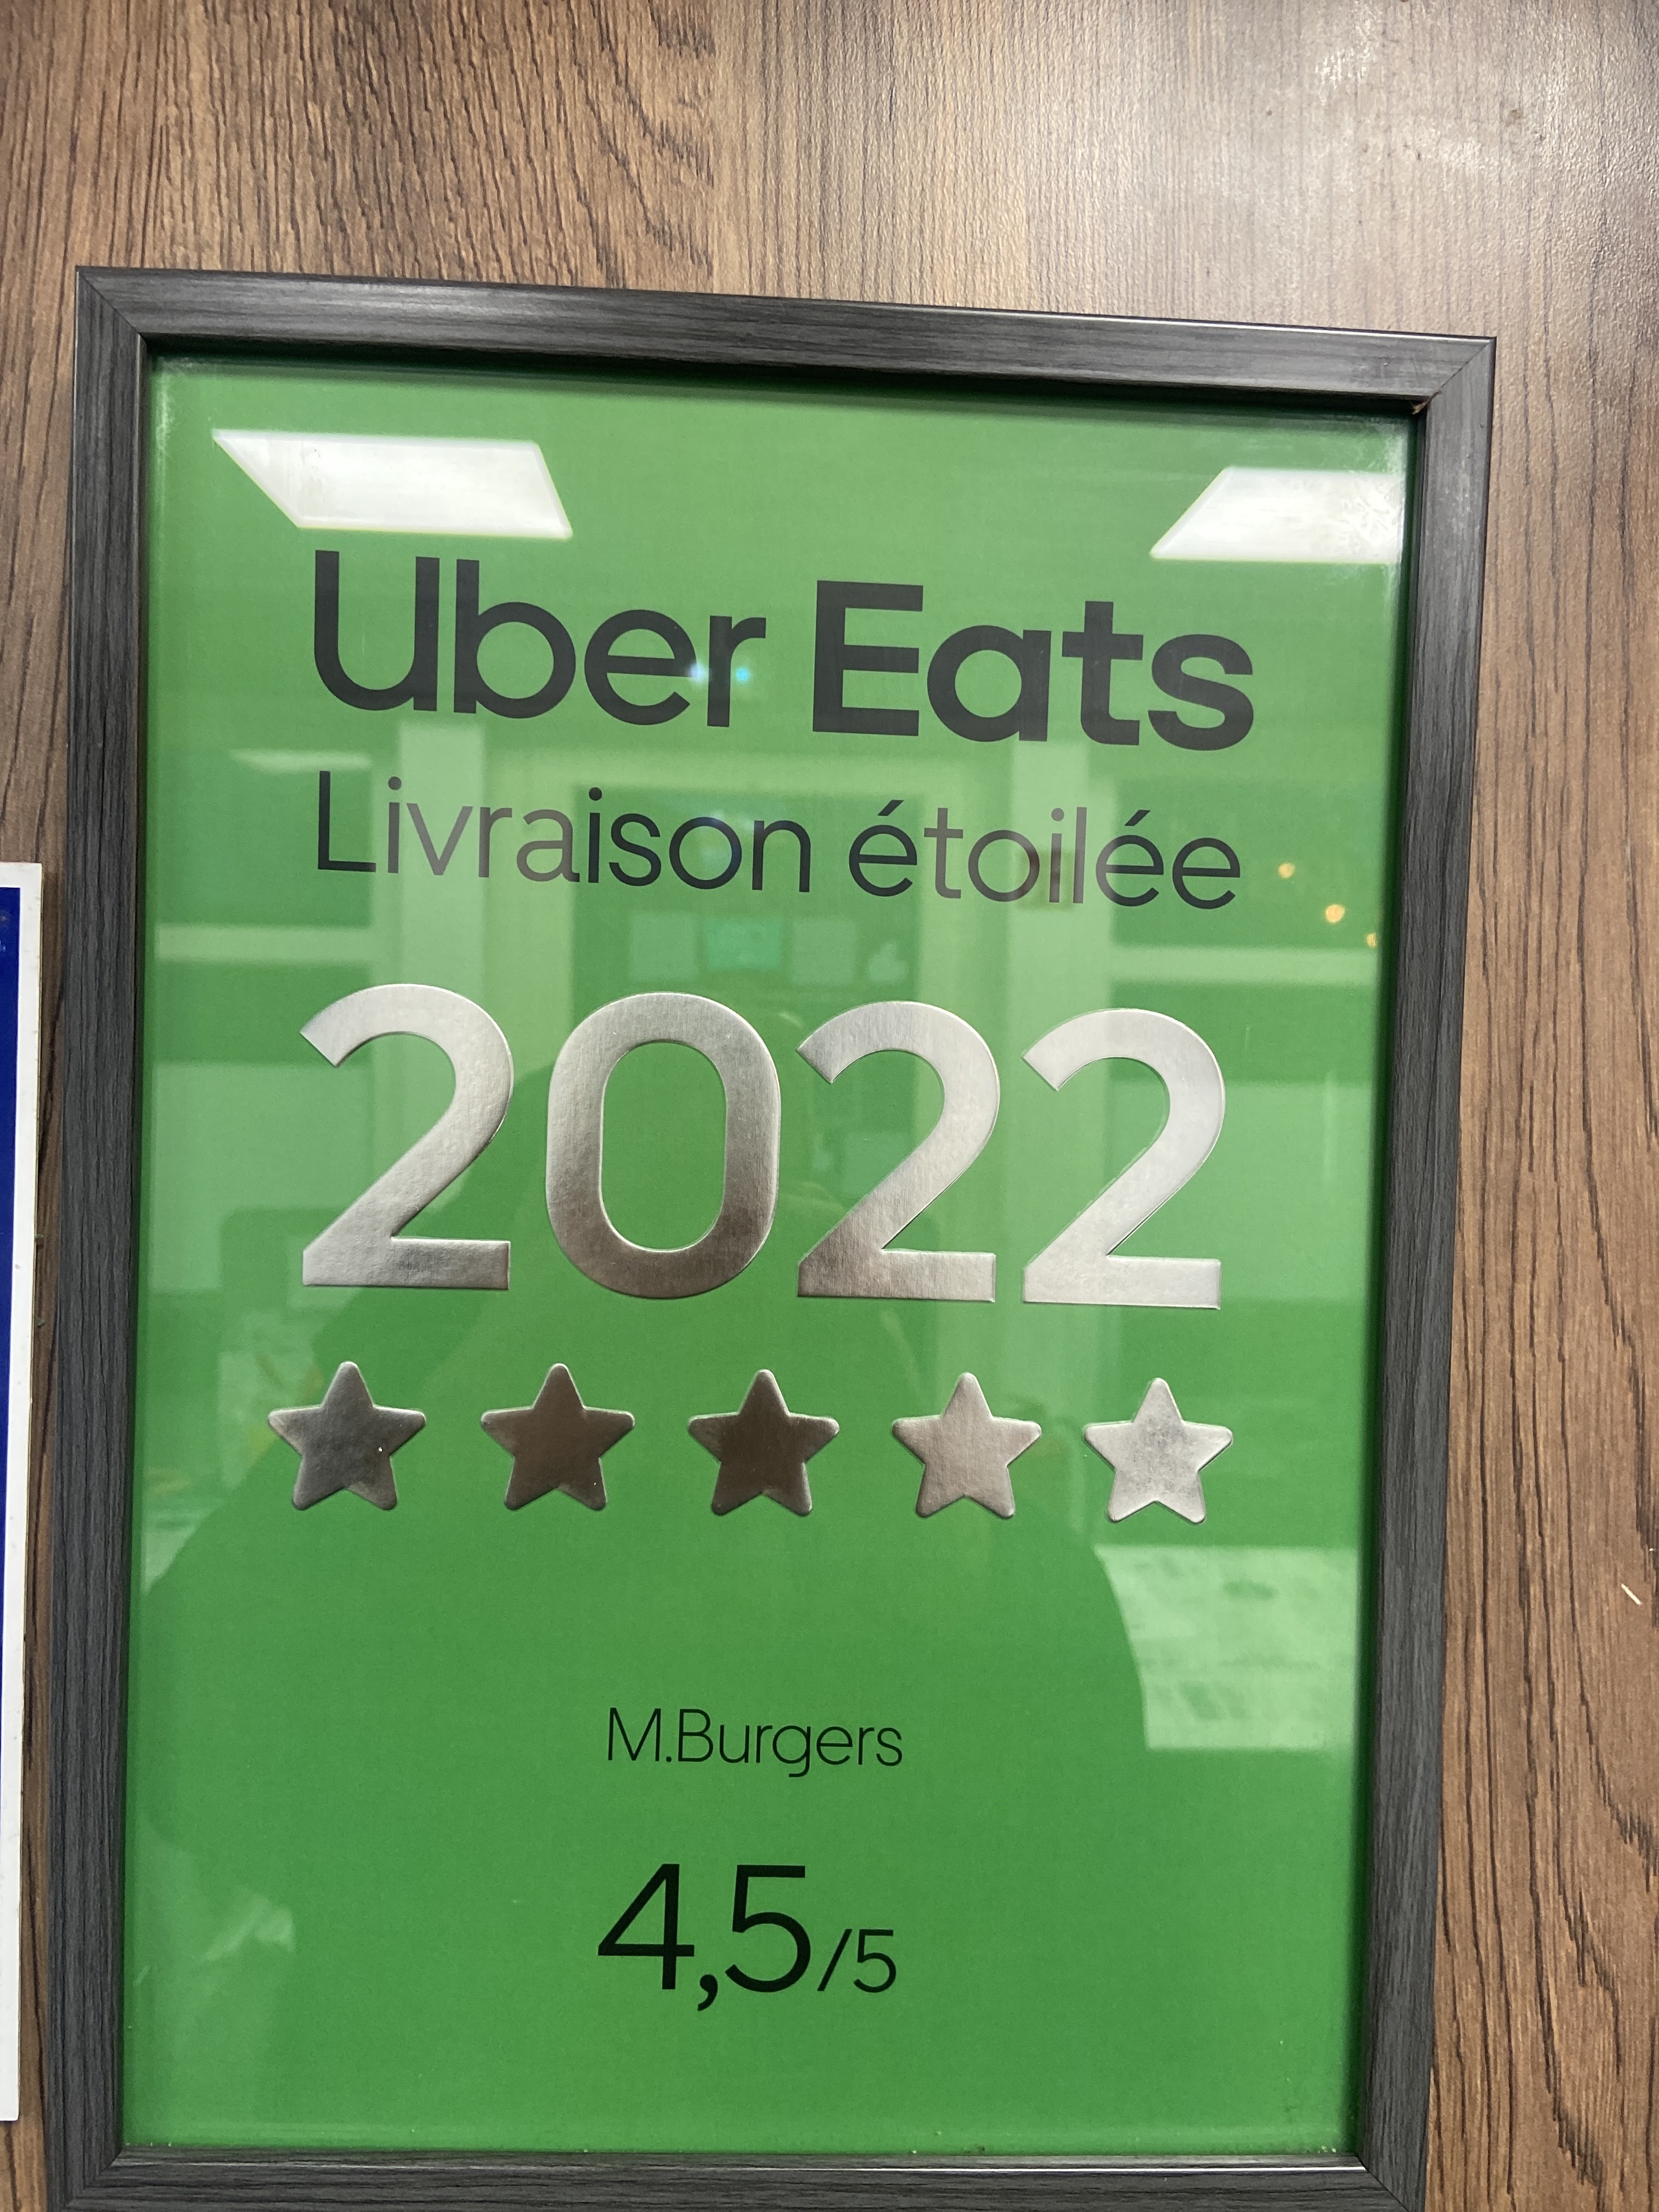 Uber Eats
Livraison étoilée
2022
M.Burgers
4,5/5